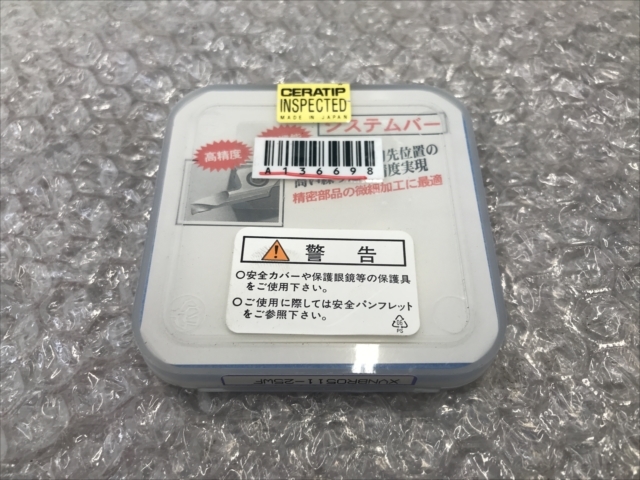 CERATIP
INSPECTED
MADE IN JAPAN
システムバー
高精度
A136698
先位置の
度実現
精密部品の微細加工に最適
警告
○安全カバーや保護眼鏡等の保護具
をご使用下さい。
○ご使用に際しては安全パンフレット
をご参照下さい。
PS